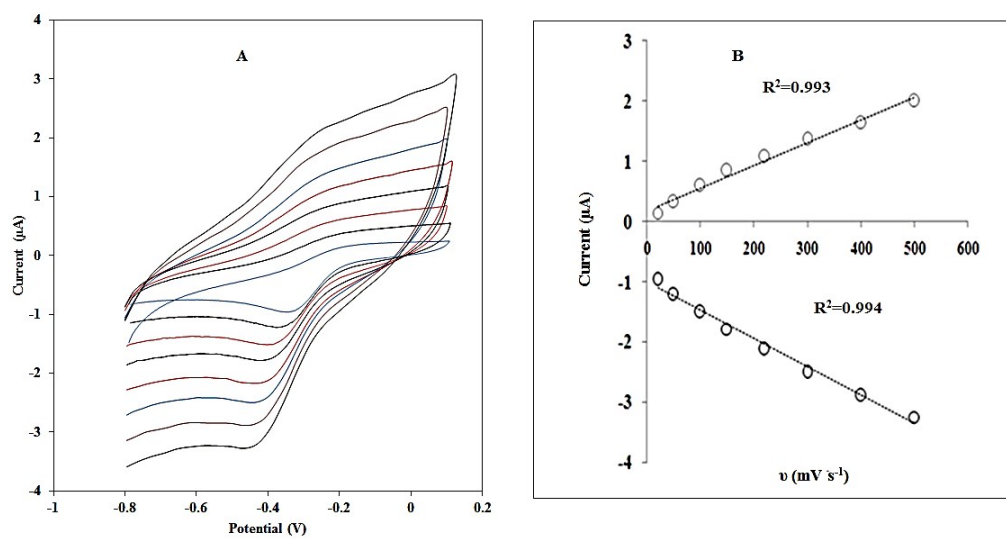 A
4
3
2
1
0
-1
-2
-3
-4
Current (µA)
-1 -0.8 -0.6 -0.4 -0.2 0 0.2
Potential (V)
B
R²=0.993
3
2
1
0
-1
-2
-3
-4
Current (µA)
0 100 200 300 400 500 600
R²=0.994
υ (mV s⁻¹)